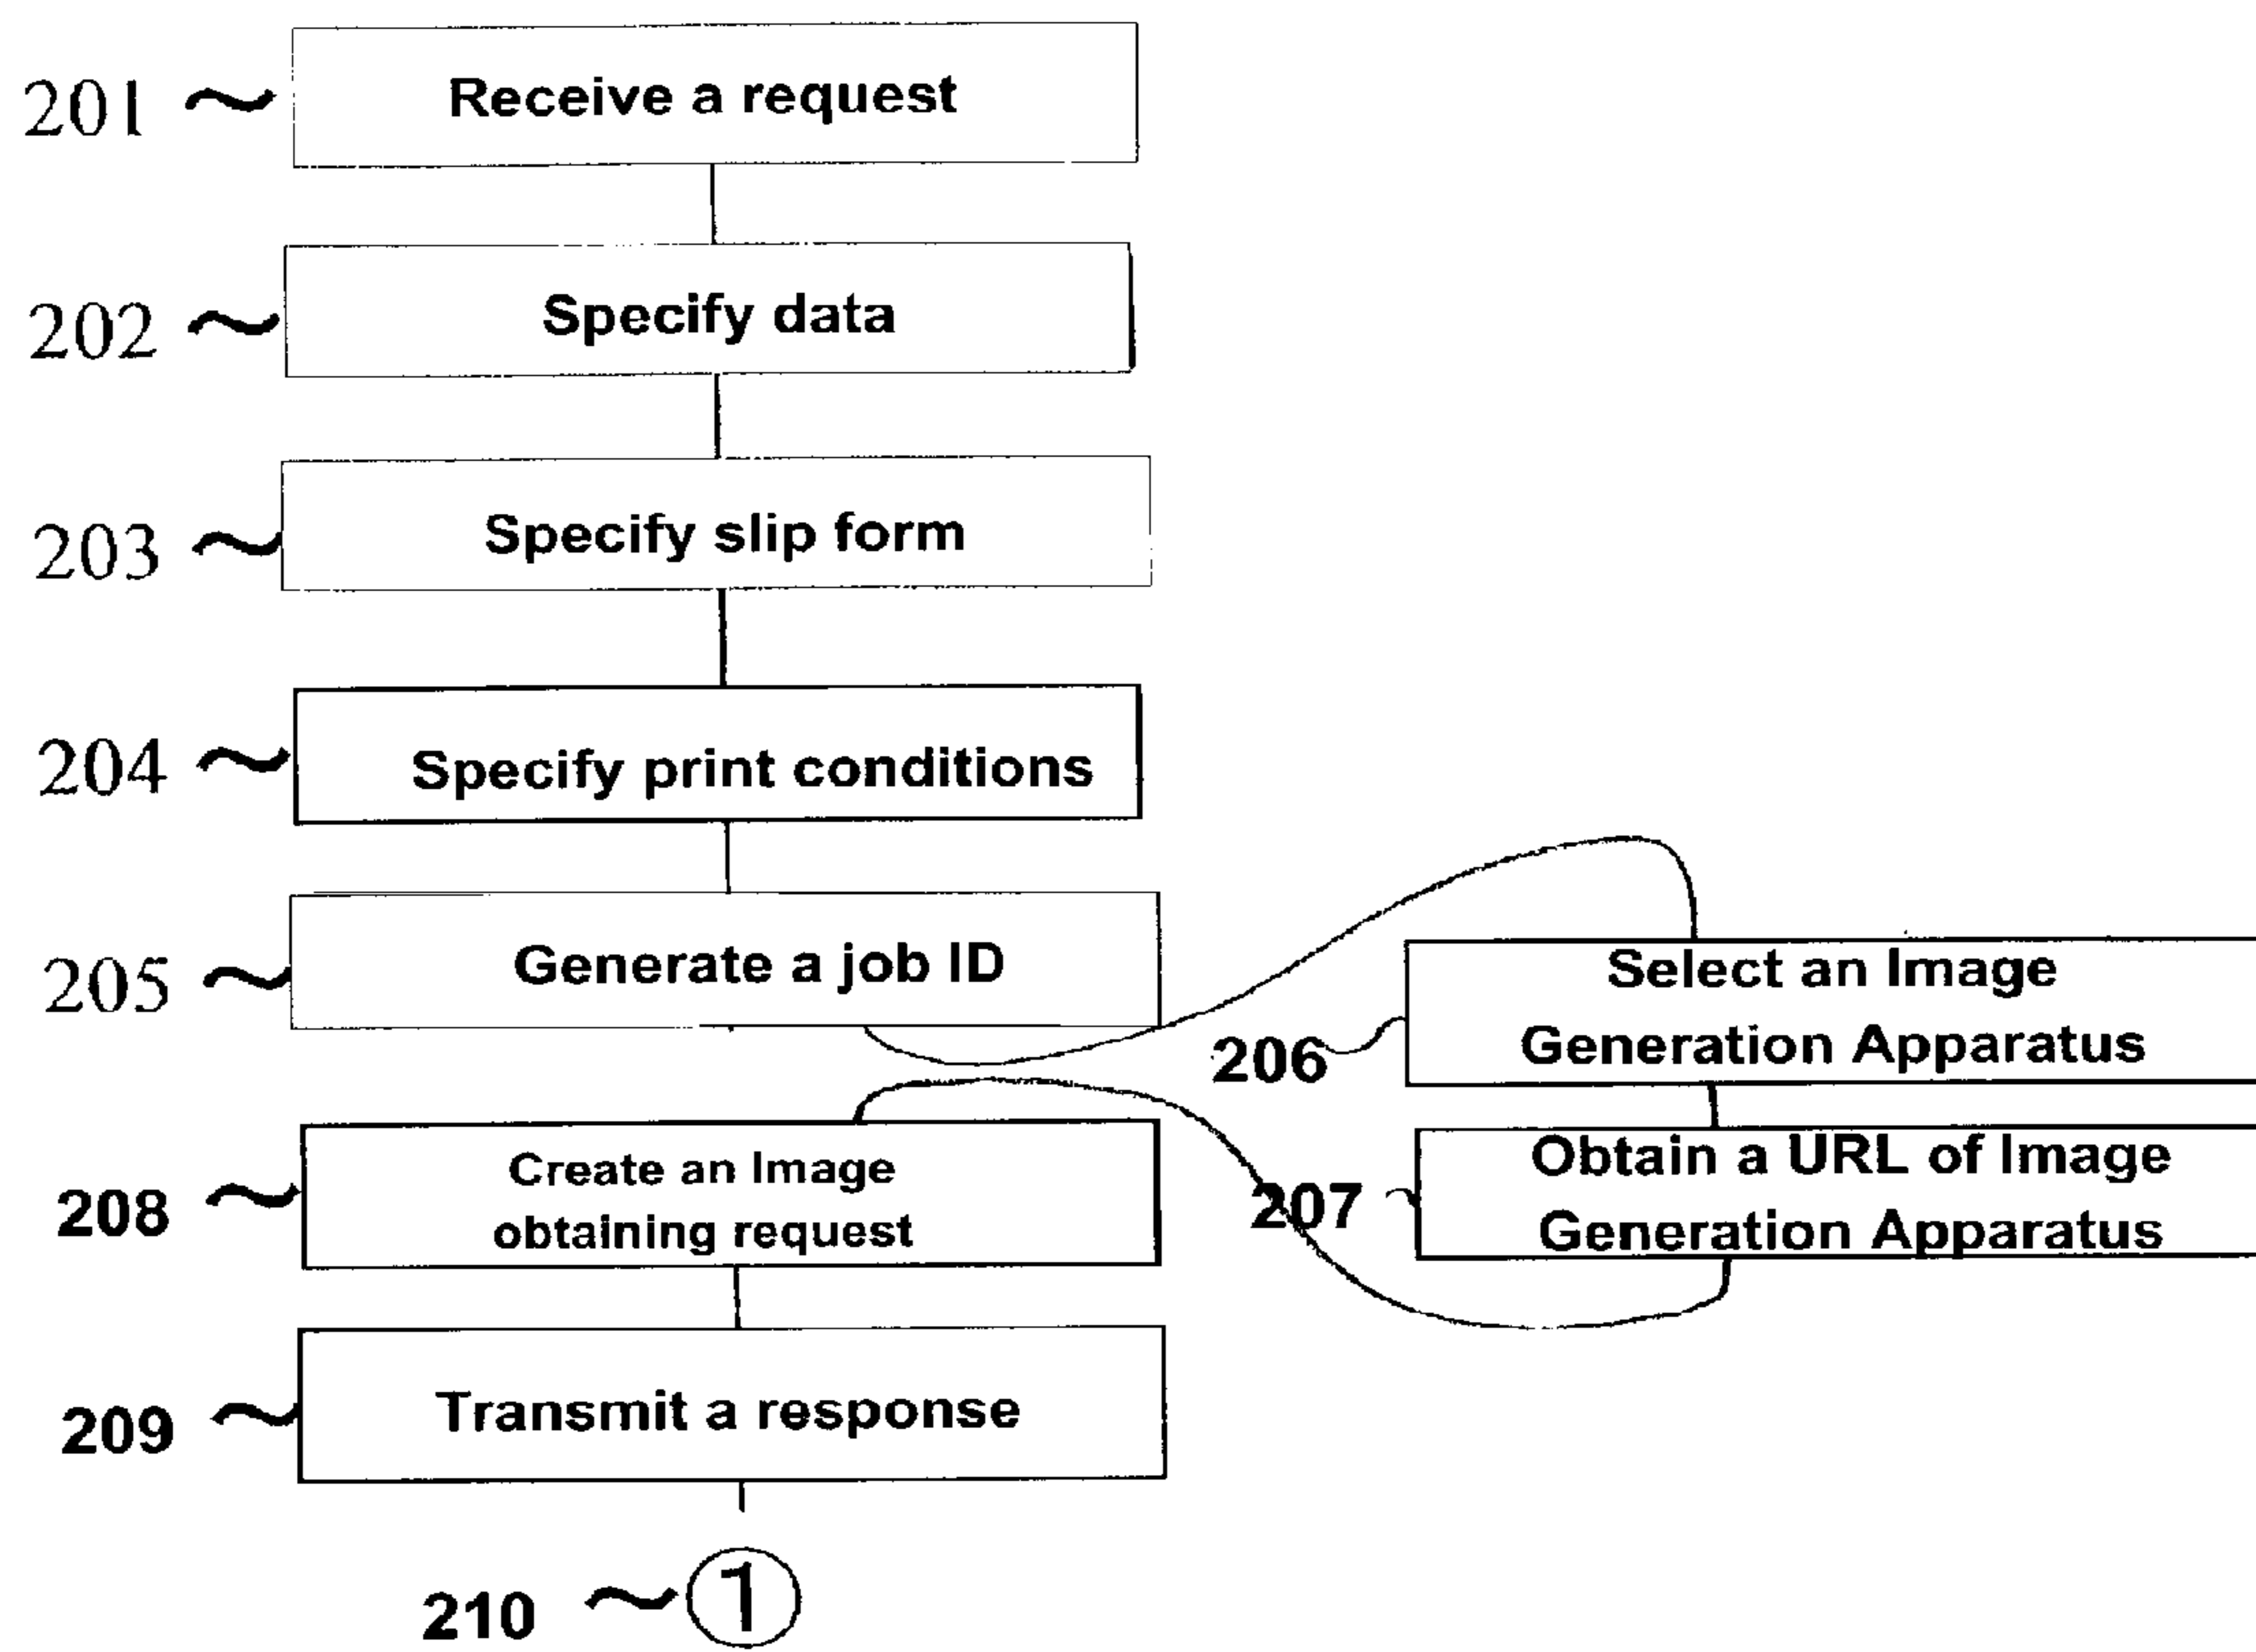 201 Receive a request
202 Specify data
203 Specify slip form
204 Specify print conditions
205 Generate a job ID
206 Select an Image
Generation Apparatus
207 Obtain a URL of Image
Generation Apparatus
208 Create an Image
obtaining request
209 Transmit a response
210 1